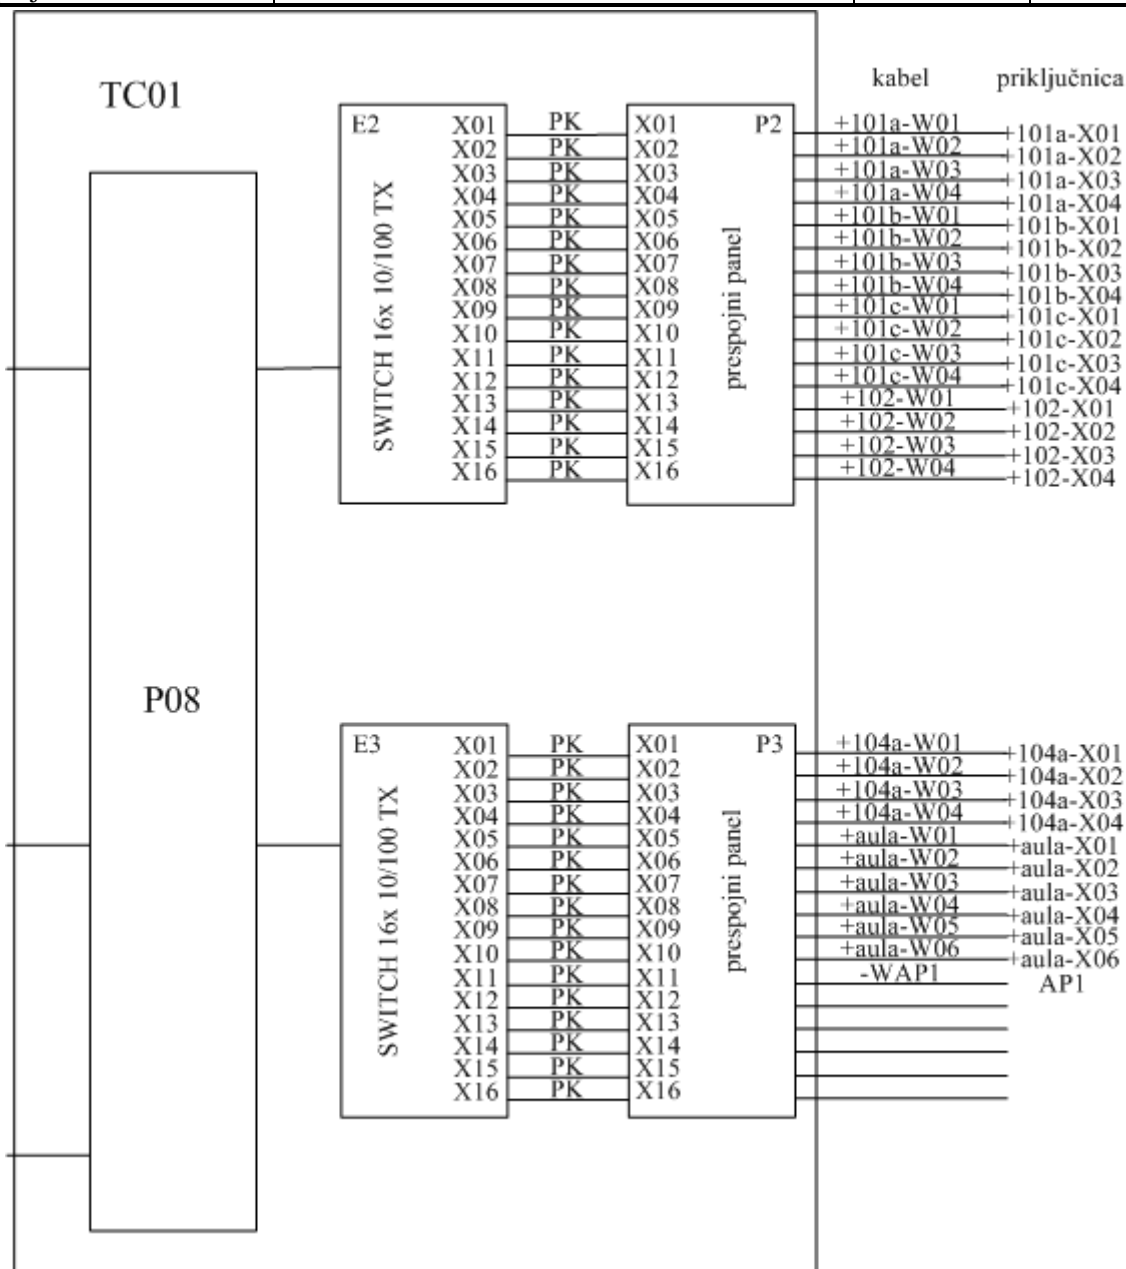 kabel priključnica
TC01
E2 X01 PK X01 P2 +101a-W01 +101a-X01
X02 PK X02 +101a-W02 +101a-X02
X03 PK X03 +101a-W03 +101a-X03
X04 PK X04 +101a-W04 +101a-X04
X05 PK X05 +101b-W01 +101b-X01
X06 PK X06 +101b-W02 +101b-X02
X07 PK X07 +101b-W03 +101b-X03
X08 PK X08 +101b-W04 +101b-X04
X09 PK X09 +101c-W01 +101c-X01
X10 PK X10 +101c-W02 +101c-X02
X11 PK X11 +101c-W03 +101c-X03
X12 PK X12 +101c-W04 +101c-X04
X13 PK X13 +102-W01 +102-X01
X14 PK X14 +102-W02 +102-X02
X15 PK X15 +102-W03 +102-X03
X16 PK X16 +102-W04 +102-X04
SWITCH 16x 10/100 TX
prespojni panel
P08
E3 X01 PK X01 P3 +104a-W01 +104a-X01
X02 PK X02 +104a-W02 +104a-X02
X03 PK X03 +104a-W03 +104a-X03
X04 PK X04 +104a-W04 +104a-X04
X05 PK X05 +aula-W01 +aula-X01
X06 PK X06 +aula-W02 +aula-X02
X07 PK X07 +aula-W03 +aula-X03
X08 PK X08 +aula-W04 +aula-X04
X09 PK X09 +aula-W05 +aula-X05
X10 PK X10 +aula-W06 +aula-X06
X11 PK X11 -WAP1 AP1
X12 PK X12
X13 PK X13
X14 PK X14
X15 PK X15
X16 PK X16
SWITCH 16x 10/100 TX
prespojni panel